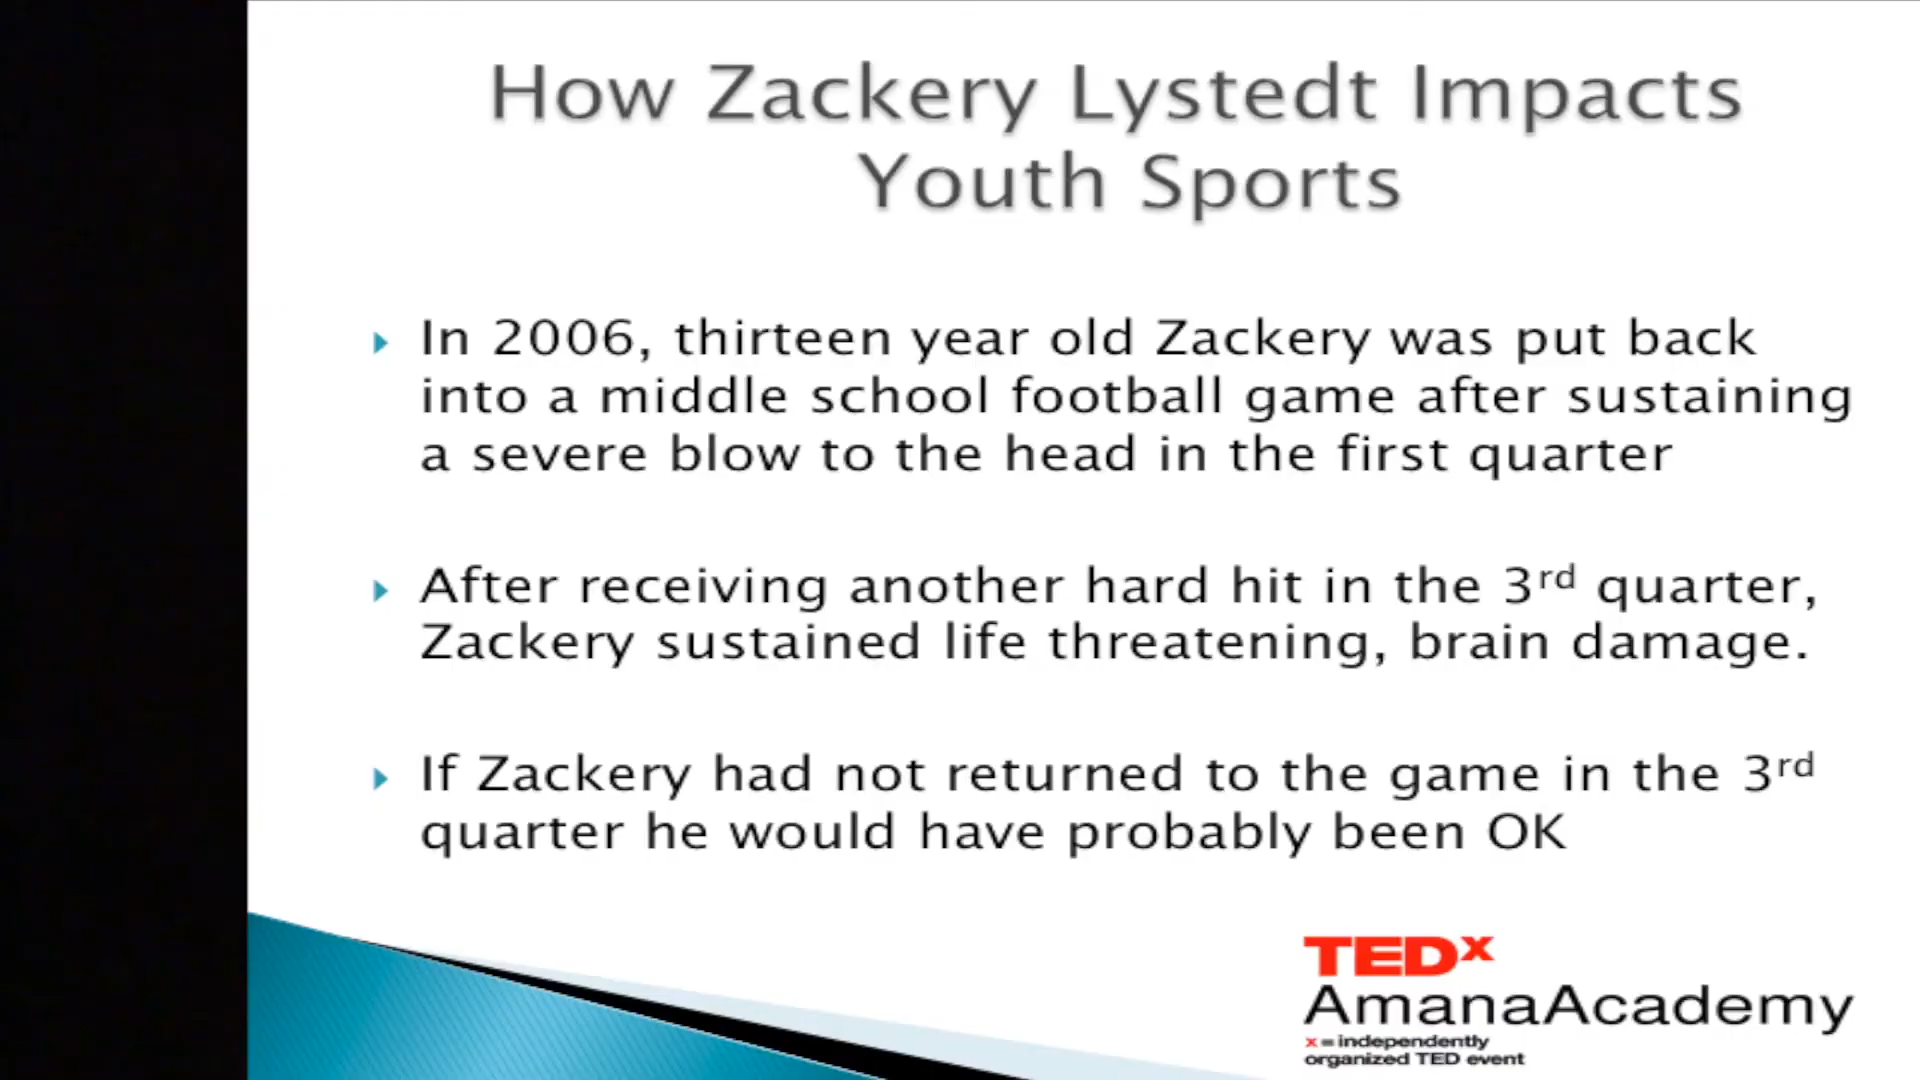 How Zackery Lystedt Impacts
Youth Sports
In 2006, thirteen year old Zackery was put back
into a middle school football game after sustaining
a severe blow to the head in the first quarter
After receiving another hard hit in the 3rd quarter,
Zackery sustained life threatening, brain damage.
If Zackery had not returned to the game in the 3rd
quarter he would have probably been OK
TEDx
AmanaAcademy
x = independently
organized TED event